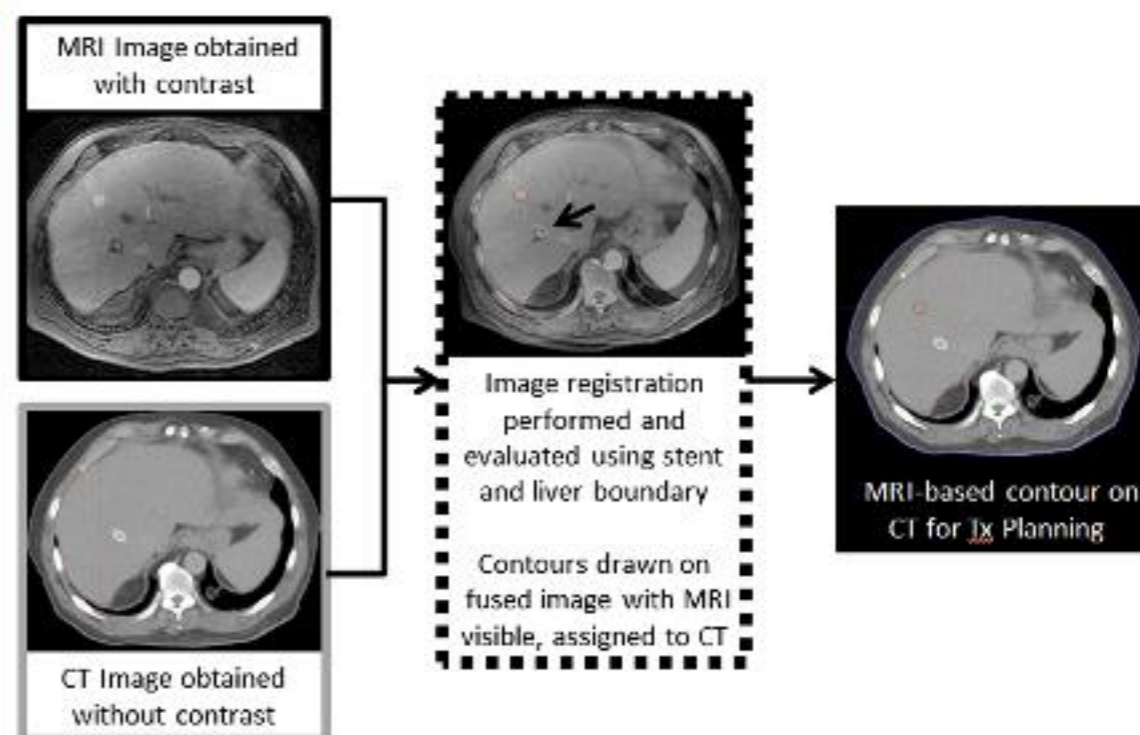 MRI Image obtained
with contrast
CT Image obtained
without contrast
Image registration
performed and
evaluated using stent
and liver boundary
Contours drawn on
fused image with MRI
visible, assigned to CT
MRI-based contour on
CT for Tx Planning